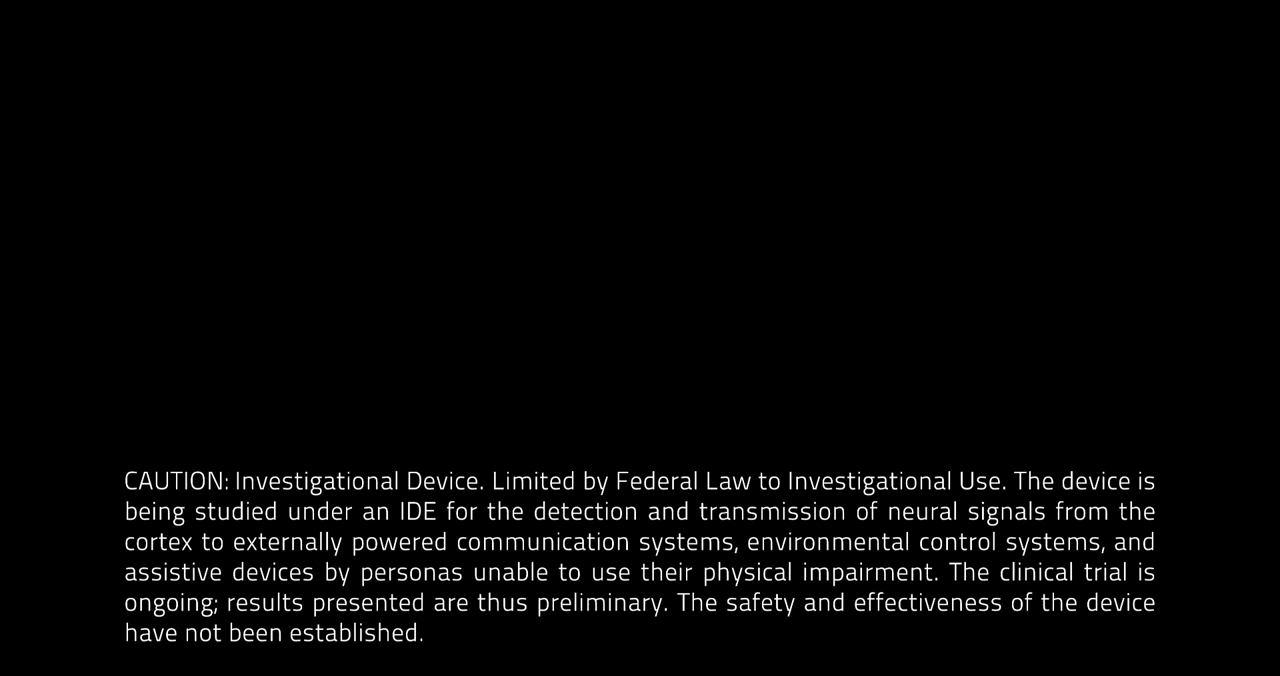 CAUTION: Investigational Device. Limited by Federal Law to Investigational Use. The device is
being studied under an IDE for the detection and transmission of neural signals from the
cortex to externally powered communication systems, environmental control systems, and
assistive devices by personas unable to use their physical impairment. The clinical trial is
ongoing; results presented are thus preliminary. The safety and effectiveness of the device
have not been established.